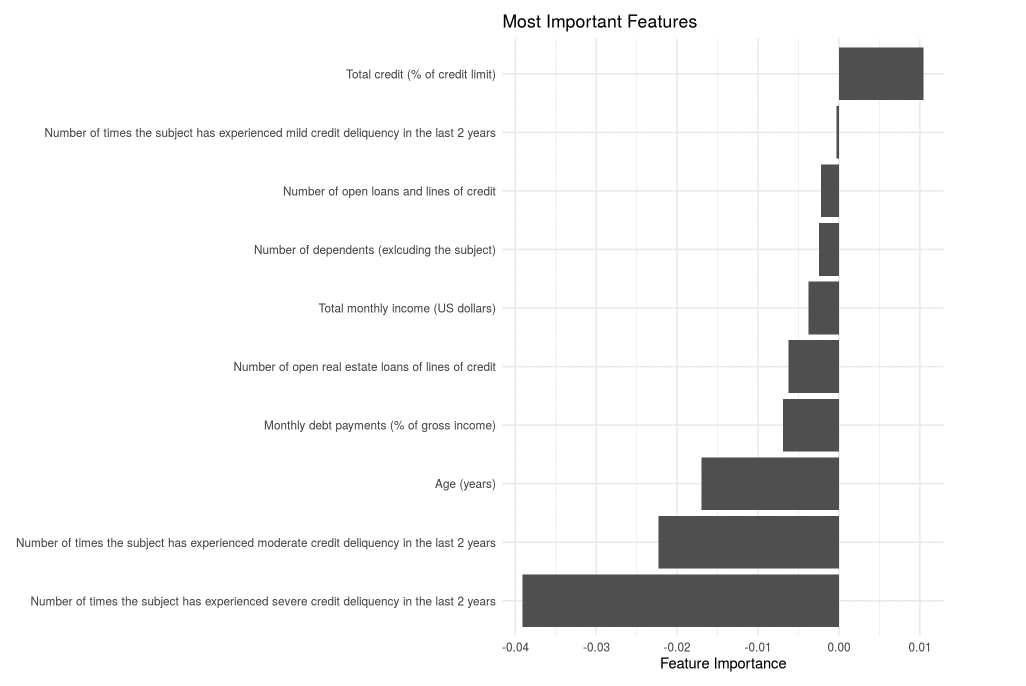 Most Important Features
Total credit (% of credit limit)
Number of times the subject has experienced mild credit deliquency in the last 2 years
Number of open loans and lines of credit
Number of dependents (exlcuding the subject)
Total monthly income (US dollars)
Number of open real estate loans of lines of credit
Monthly debt payments (% of gross income)
Age (years)
Number of times the subject has experienced moderate credit deliquency in the last 2 years
Number of times the subject has experienced severe credit deliquency in the last 2 years
-0.04 -0.03 -0.02 -0.01 0.00 0.01
Feature Importance